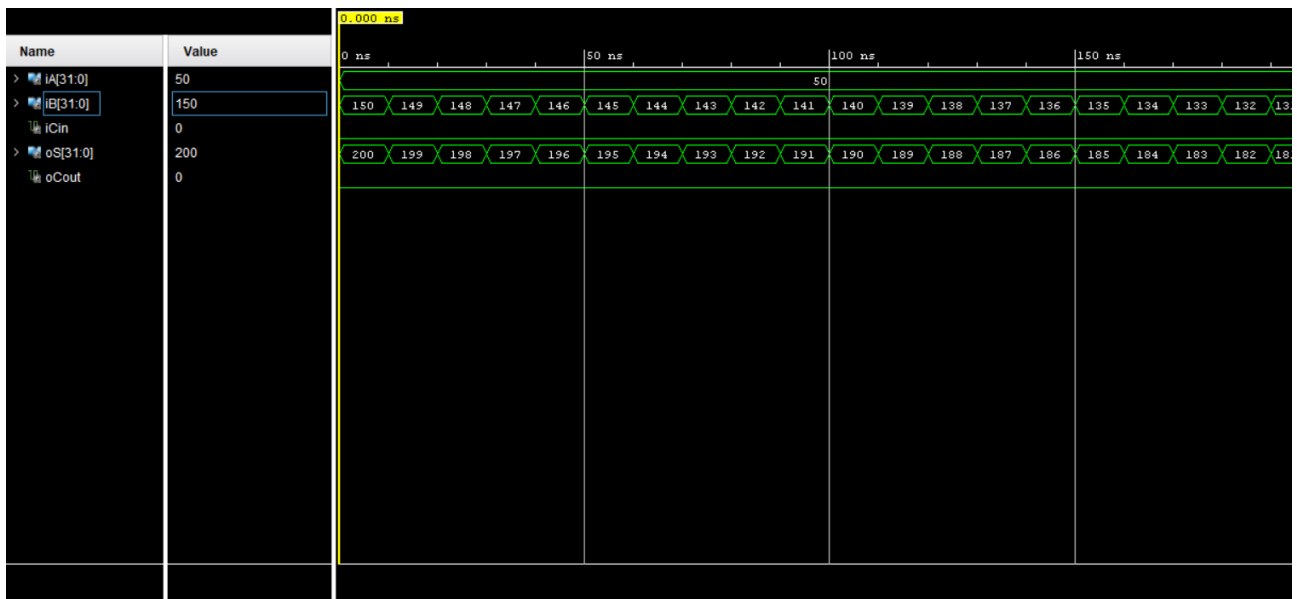 0.000 ns
Name Value 0 ns 50 ns 100 ns 150 ns
iA[31:0] 50 50
iB[31:0] 150 150 149 148 147 146 145 144 143 142 141 140 139 138 137 136 135 134 133 132
iCin 0
oS[31:0] 200 200 199 198 197 196 195 194 193 192 191 190 189 188 187 186 185 184 183 182
oCout 0